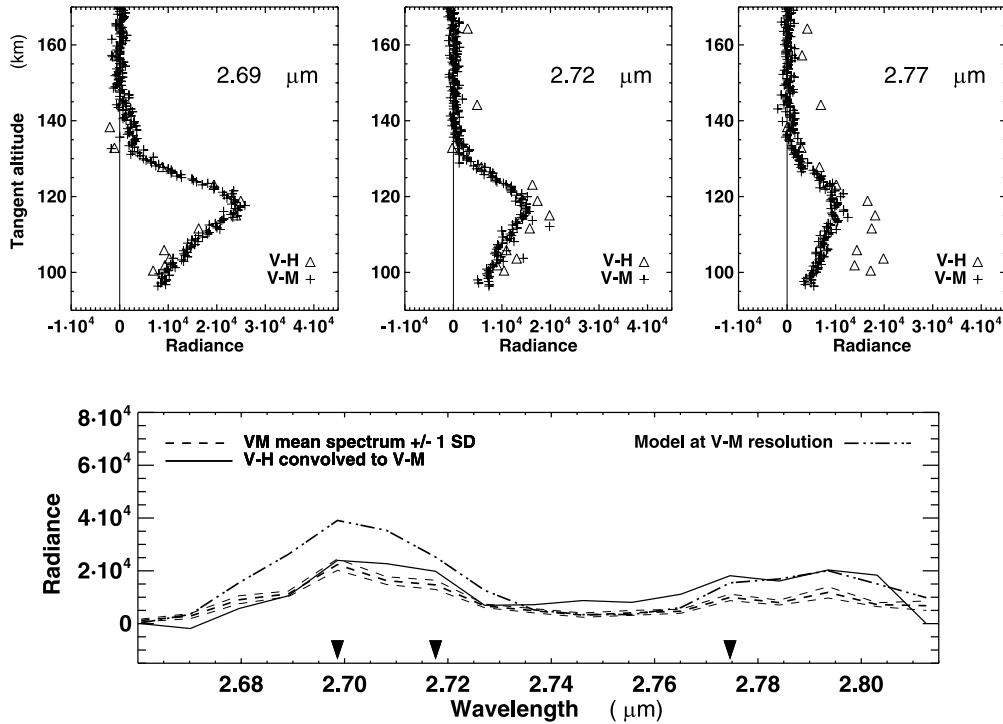 Tangent altitude (km)
160
140
120
100
2.69 μm
V-H △
V-M +
-1·10⁴ 0 1·10⁴ 2·10⁴ 3·10⁴ 4·10⁴
Radiance
160
140
120
100
2.72 μm
V-H △
V-M +
-1·10⁴ 0 1·10⁴ 2·10⁴ 3·10⁴ 4·10⁴
Radiance
160
140
120
100
2.77 μm
V-H △
V-M +
-1·10⁴ 0 1·10⁴ 2·10⁴ 3·10⁴ 4·10⁴
Radiance
Radiance
8·10⁴
6·10⁴
4·10⁴
2·10⁴
0
VM mean spectrum +/- 1 SD
V-H convolved to V-M
Model at V-M resolution
2.68 2.70 2.72 2.74 2.76 2.78 2.80
Wavelength ( μm)